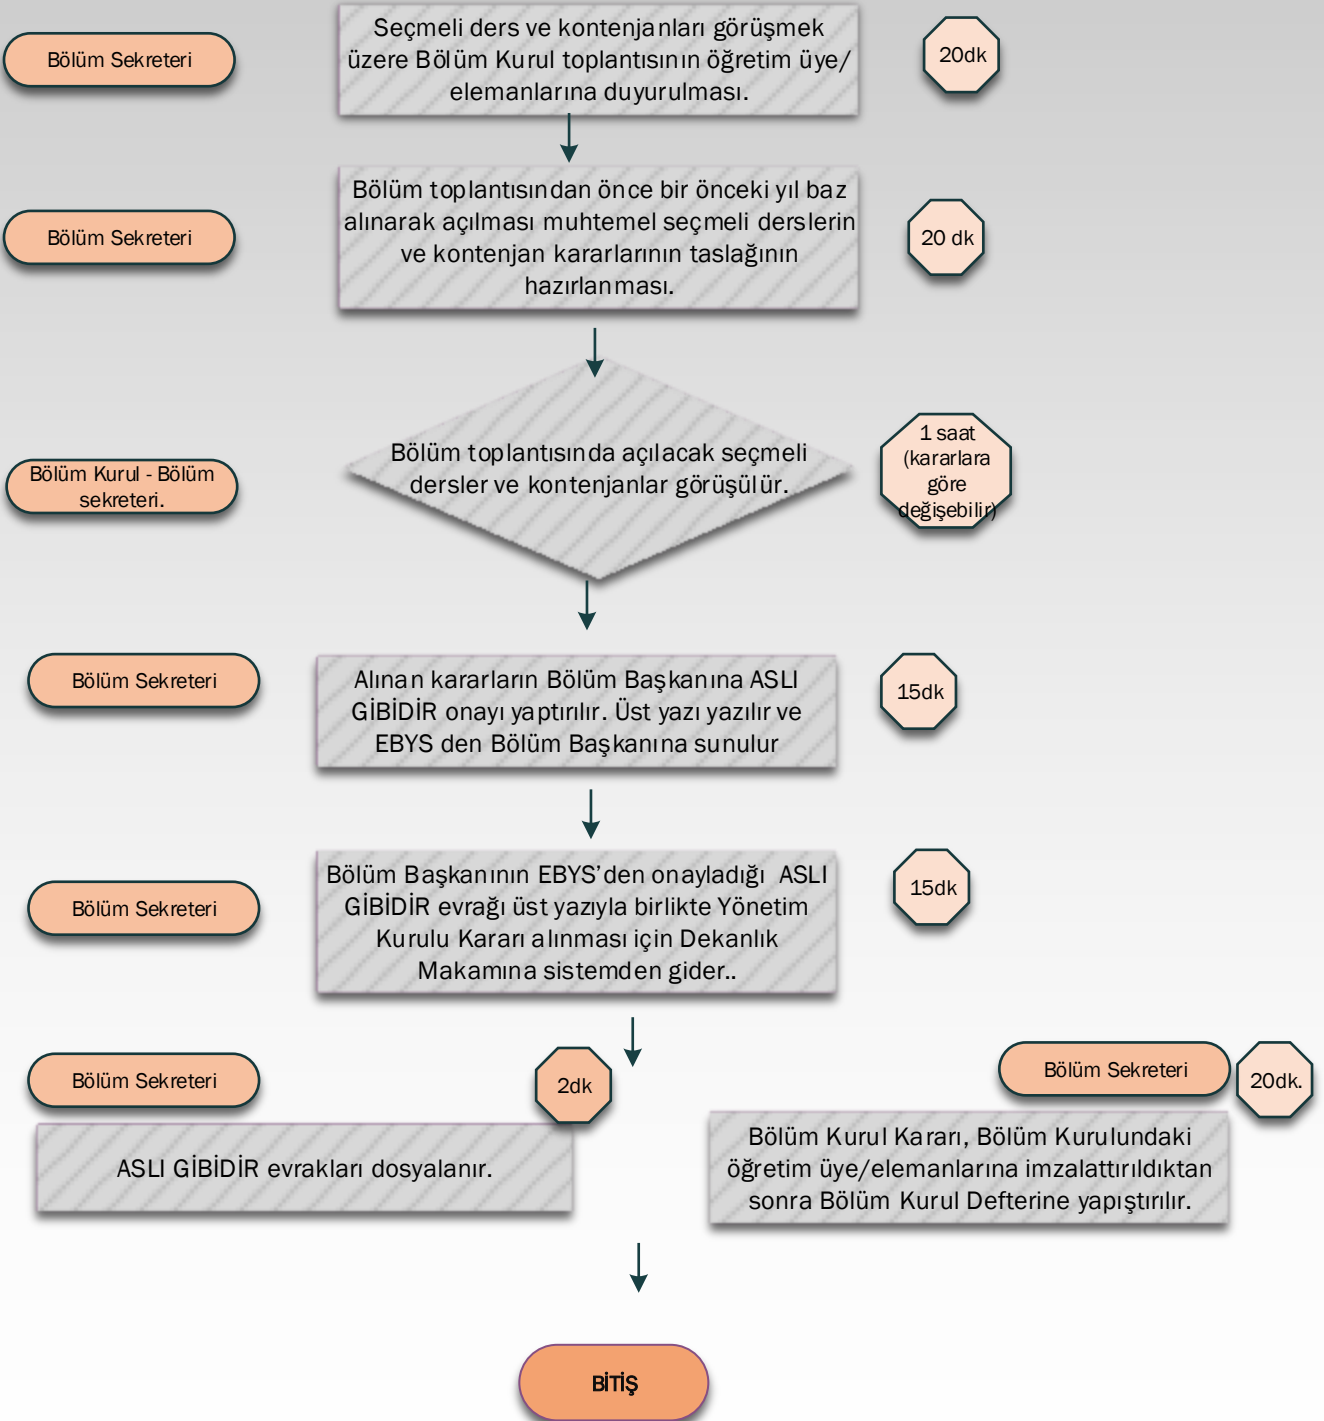 Bölüm Sekreteri
Seçmeli ders ve kontenjanları görüşmek
üzere Bölüm Kurul toplantısının öğretim üye/
elemanlarına duyurulması.
20dk
Bölüm Sekreteri
Bölüm toplantısından önce bir önceki yıl baz
alınarak açılması muhtemel seçmeli derslerin
ve kontenjan kararlarının taslağının
hazırlanması.
20 dk
Bölüm Kurul - Bölüm
sekreteri.
Bölüm toplantısında açılacak seçmeli
dersler ve kontenjanlar görüşülür.
1 saat
(kararlara
göre
değişebilir)
Bölüm Sekreteri
Alınan kararların Bölüm Başkanına ASLI
GİBİDİR onayı yaptırılır. Üst yazı yazılır ve
EBYS den Bölüm Başkanına sunulur
15dk
Bölüm Sekreteri
Bölüm Başkanının EBYS’den onayladığı ASLI
GİBİDİR evrağı üst yazıyla birlikte Yönetim
Kurulu Kararı alınması için Dekanlık
Makamına sistemden gider..
15dk
Bölüm Sekreteri
2dk
ASLI GİBİDİR evrakları dosyalanır.
Bölüm Sekreteri
20dk.
Bölüm Kurul Kararı, Bölüm Kurulundaki
öğretim üye/elemanlarına imzalattırıldıktan
sonra Bölüm Kurul Defterine yapıştırılır.
BİTİŞ